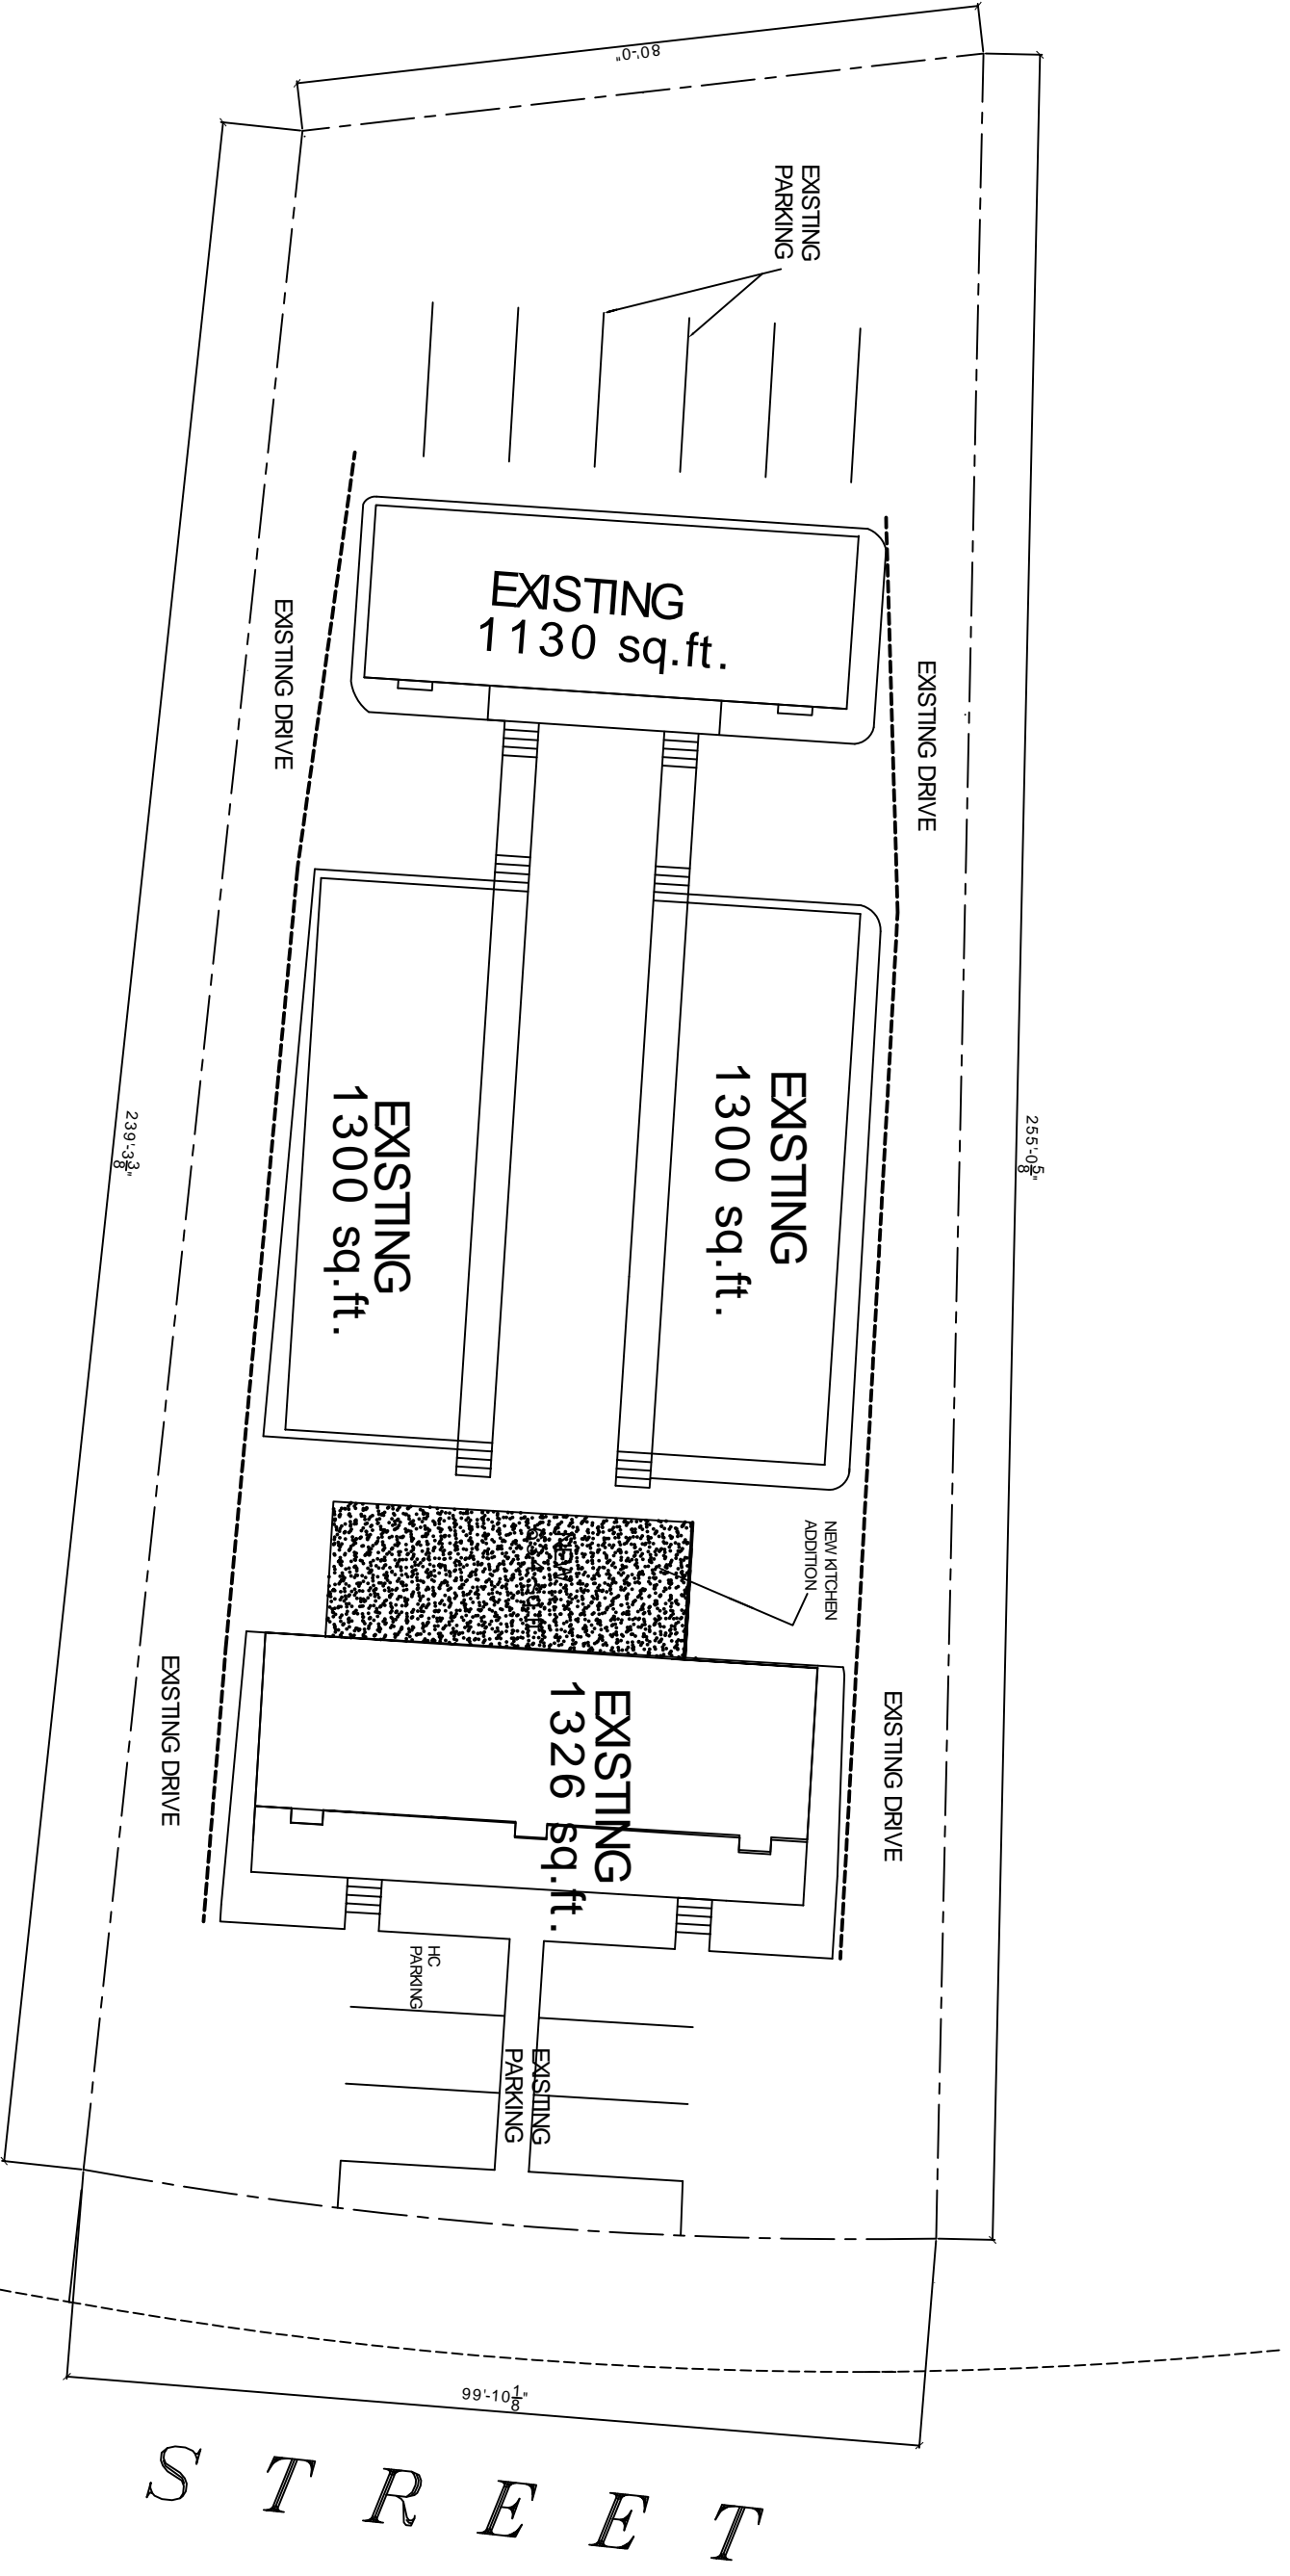 80'-0"
EXISTING
PARKING
EXISTING
1130 sq.ft.
EXISTING DRIVE
EXISTING DRIVE
239'-3 3/8"
255'-0 5/8"
EXISTING
1300 sq.ft.
EXISTING
1300 sq.ft.
NEW KITCHEN
ADDITION
NEW
EXISTING
1326 sq.ft.
EXISTING DRIVE
EXISTING DRIVE
HC
PARKING
EXISTING
PARKING
99'-10 1/8"
STREET